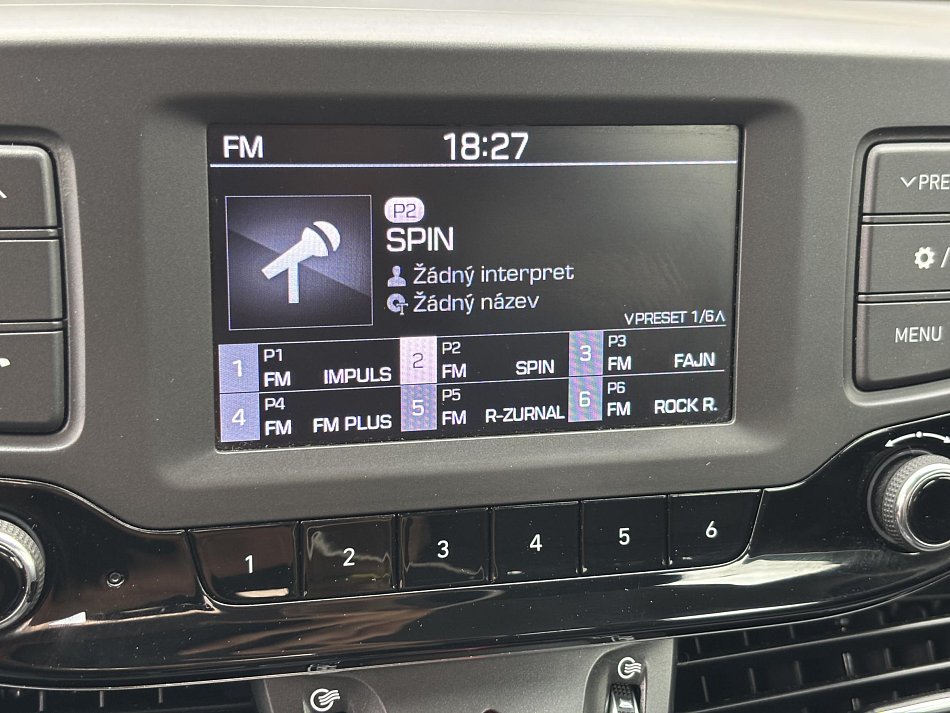 FM 18:27
P2
SPIN
Žádný interpret
Žádný název
PRESET 1/6
1 P1 FM IMPULS 2 P2 FM SPIN 3 P3 FM FAJN
4 P4 FM FM PLUS 5 P5 FM R-ZURNAL 6 P6 FM ROCK R.
PRE
/
MENU
1 2 3 4 5 6